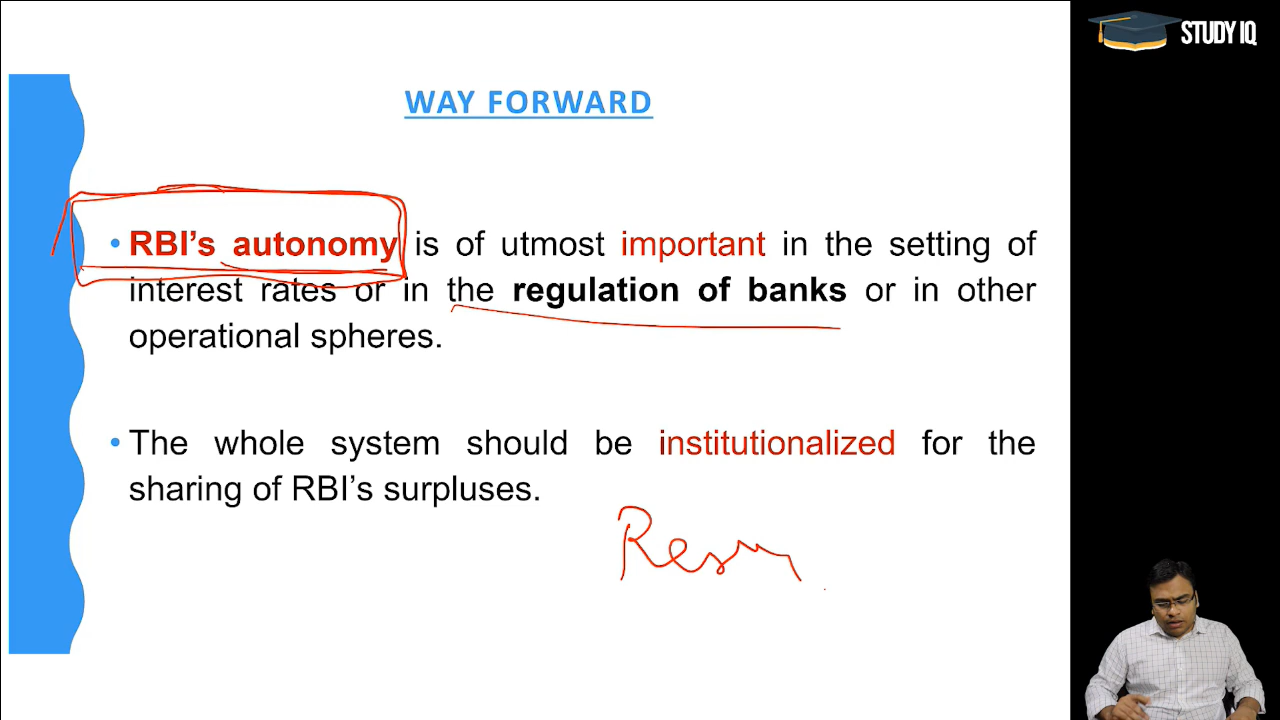 STUDY IQ
WAY FORWARD
• RBI’s autonomy is of utmost important in the setting of
interest rates or in the regulation of banks or in other
operational spheres.
• The whole system should be institutionalized for the
sharing of RBI’s surpluses.